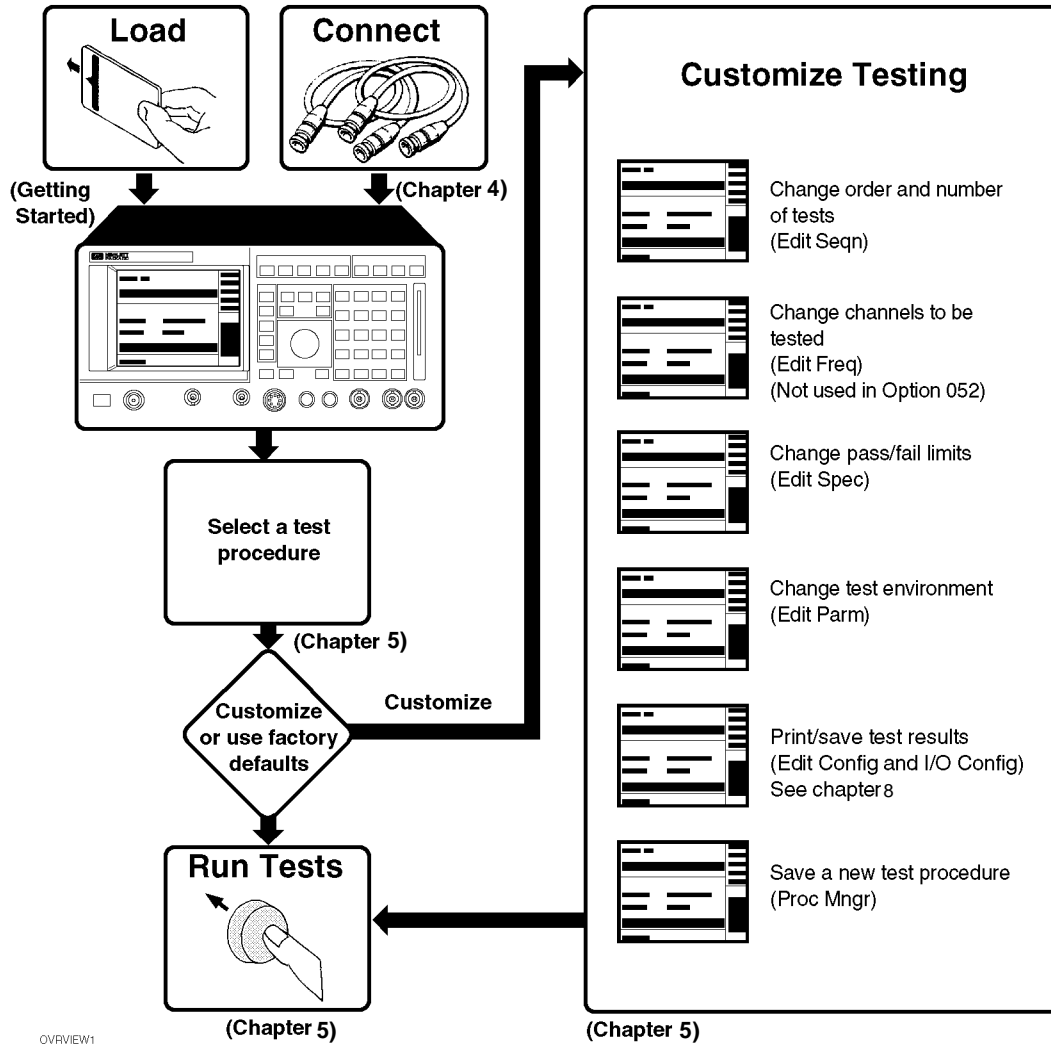 Load
Connect
(Getting
Started)
(Chapter 4)
Select a test
procedure
(Chapter 5)
Customize
or use factory
defaults
Customize
Run Tests
(Chapter 5)
Customize Testing
Change order and number
of tests
(Edit Seqn)
Change channels to be
tested
(Edit Freq)
(Not used in Option 052)
Change pass/fail limits
(Edit Spec)
Change test environment
(Edit Parm)
Print/save test results
(Edit Config and I/O Config)
See chapter 8
Save a new test procedure
(Proc Mngr)
(Chapter 5)
OVRVIEW1